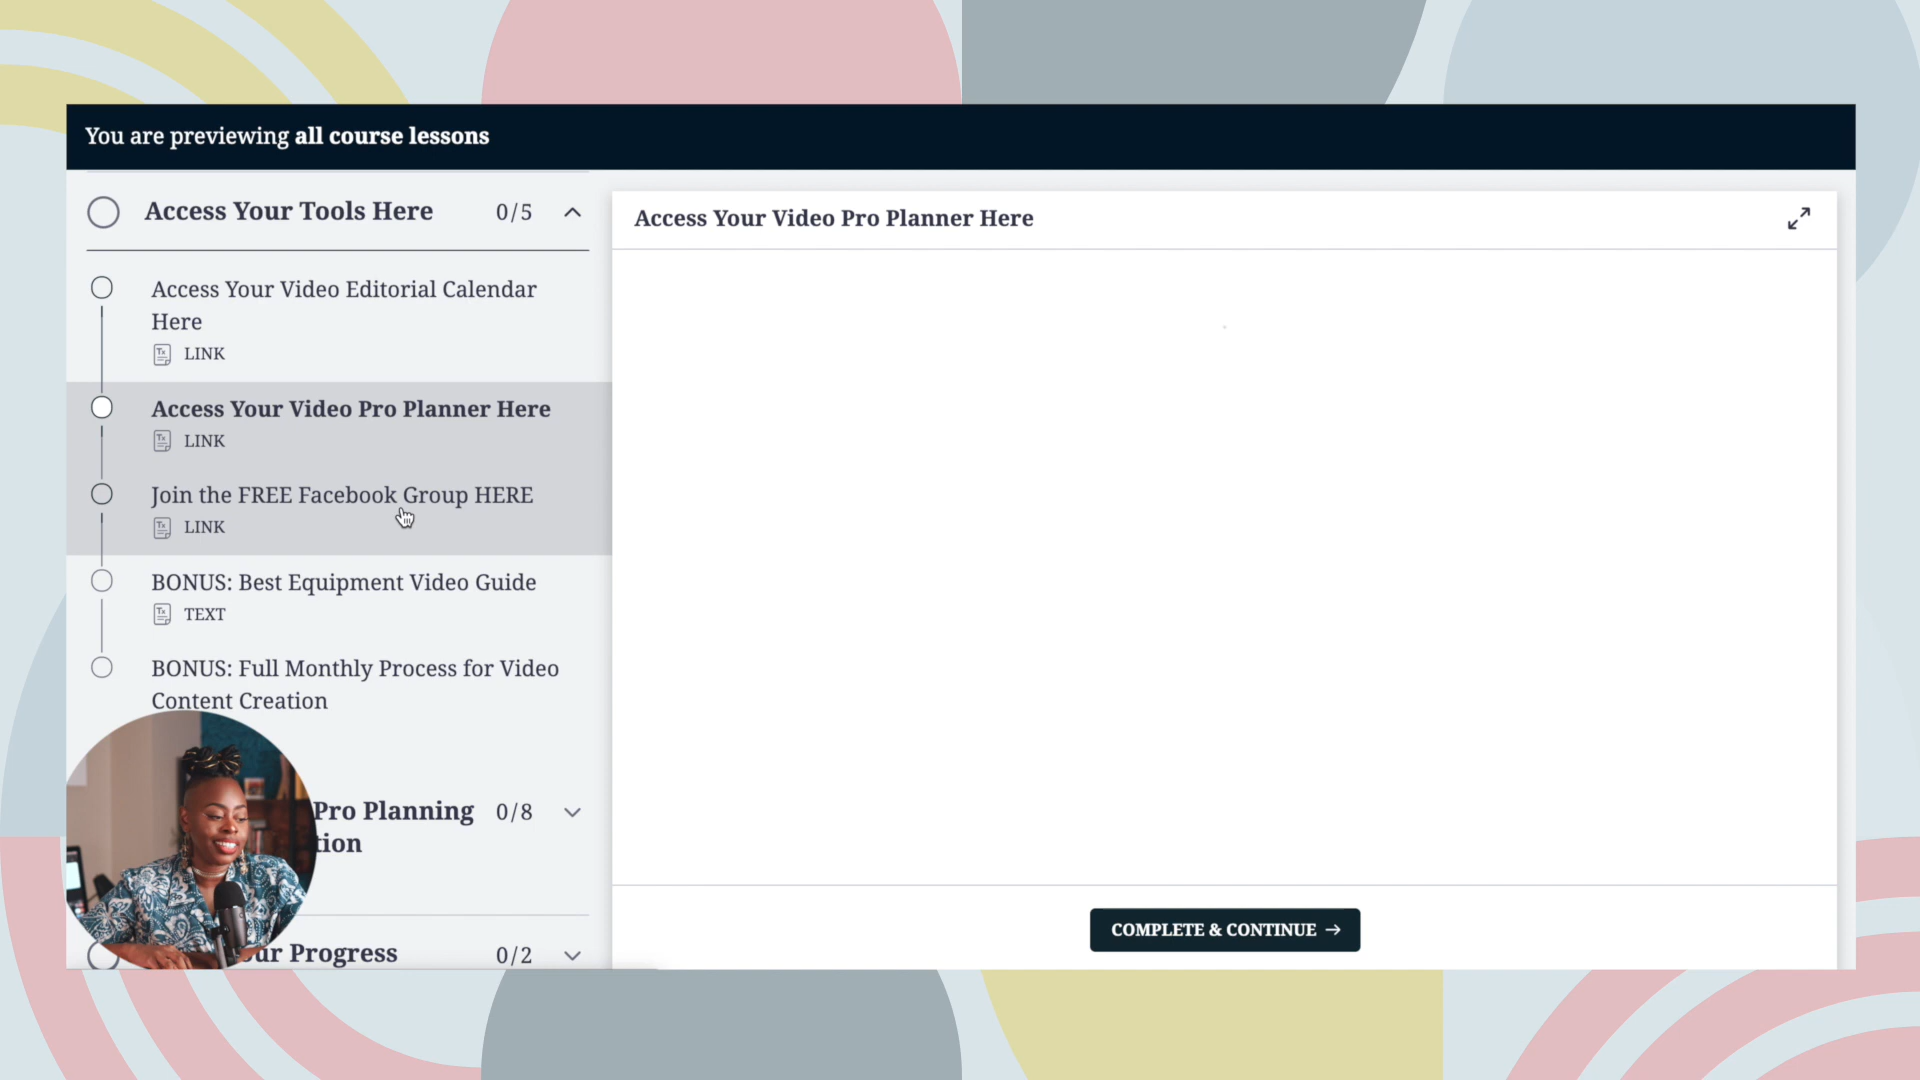 You are previewing all course lessons
Access Your Tools Here 0/5
Access Your Video Editorial Calendar
Here
LINK
Access Your Video Pro Planner Here
LINK
Join the FREE Facebook Group HERE
LINK
BONUS: Best Equipment Video Guide
TEXT
BONUS: Full Monthly Process for Video
Content Creation
Pro Planning 0/8
tion
ur Progress 0/2
Access Your Video Pro Planner Here
COMPLETE & CONTINUE →